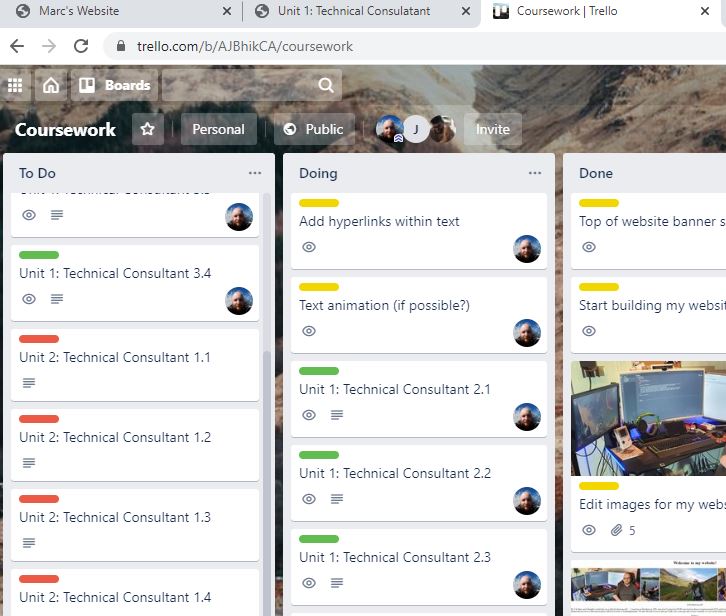 Marc's Website
Unit 1: Technical Consulatant
Coursework | Trello
trello.com/b/AJBhikCA/coursework
Boards
Coursework
Personal
Public
J
Invite
To Do
Unit 1: Technical Consultant 3.4
Unit 2: Technical Consultant 1.1
Unit 2: Technical Consultant 1.2
Unit 2: Technical Consultant 1.3
Unit 2: Technical Consultant 1.4
Doing
Add hyperlinks within text
Text animation (if possible?)
Unit 1: Technical Consultant 2.1
Unit 1: Technical Consultant 2.2
Unit 1: Technical Consultant 2.3
Done
Top of website banner s
Start building my websit
Edit images for my webs
5
Welcome to my website!